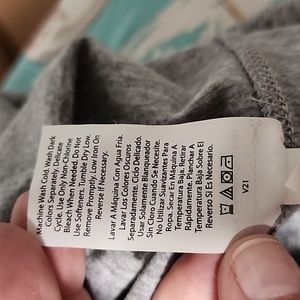 Machine Wash Cold. Wash Dark
Colors Separately. Delicate
Cycle. Use Only Non-Chlorine
Bleach When Needed. Do Not
Use Softeners. Tumble Dry Low.
Remove Promptly. Low Iron On
Reverse If Necessary.
Lavar A Máquina Con Agua Fría.
Lavar Los Colores Oscuros
Separadamente. Ciclo Delicado.
Usar Solamente Blanqueador
Sin Cloro Cuando Se Necesite.
No Utilizar Suavizantes Para
Ropa. Secar En Máquina A
Temperatura Baja. Retirar
Rápidamente. Planchar A
Temperatura Baja Sobre El
Reverso Si Es Necesario.
V21